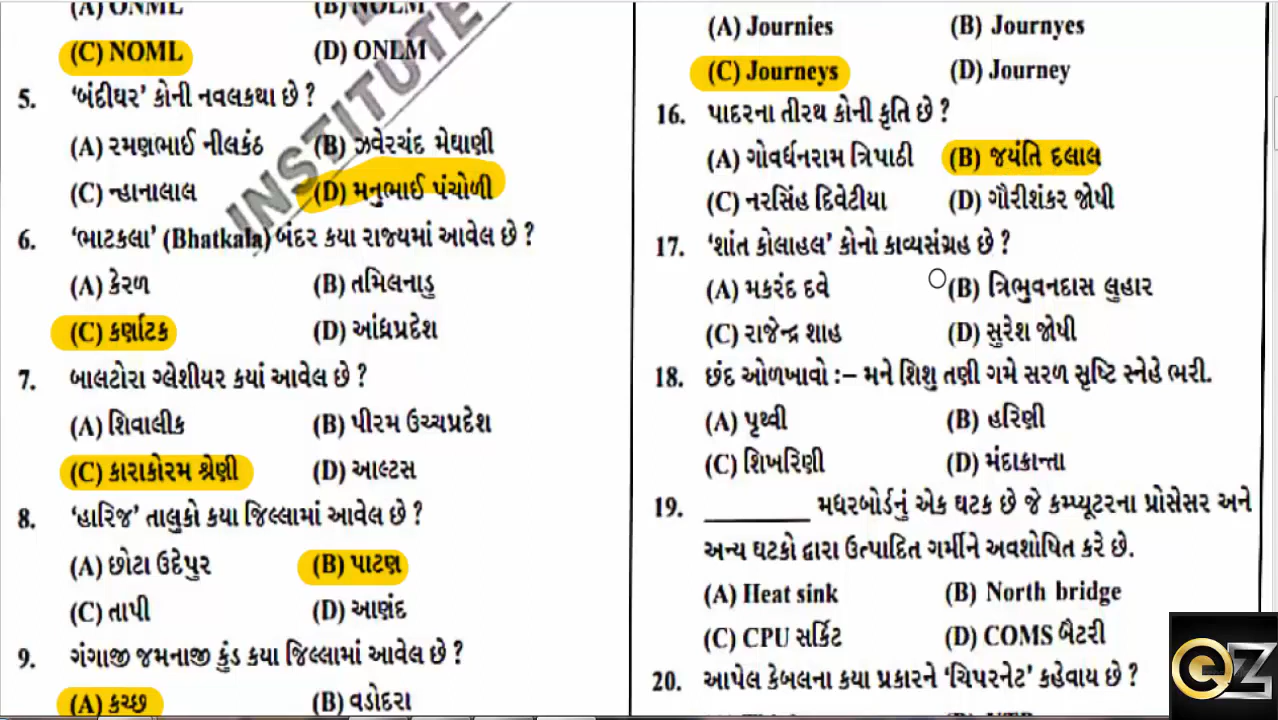 (A) ONML (B) NOLM
(C) NOML (D) ONLM
5. ‘બંદીઘર’ કોની નવલકથા છે ?
(A) રમણભાઈ નીલકંઠ (B) ઝવેરચંદ મેઘાણી
(C) ન્હાનાલાલ (D) મનુભાઈ પંચોળી
6. ‘ભાટકલા’ (Bhatkala) બંદર કયા રાજ્યમાં આવેલ છે ?
(A) કેરળ (B) તમિલનાડુ
(C) કર્ણાટક (D) આંધ્રપ્રદેશ
7. બાલટોરા ગ્લેશીયર કયાં આવેલ છે ?
(A) શિવાલીક (B) પીરમ ઉચ્ચપ્રદેશ
(C) કારાકોરમ શ્રેણી (D) આલ્ટસ
8. ‘હારિજ’ તાલુકો કયા જિલ્લામાં આવેલ છે ?
(A) છોટા ઉદેપુર (B) પાટણ
(C) તાપી (D) આણંદ
9. ગંગાજી જમનાજી કુંડ કયા જિલ્લામાં આવેલ છે ?
(A) કચ્છ (B) વડોદરા
INSTITUTE
(A) Journies (B) Journyes
(C) Journeys (D) Journey
16. પાદરના તીરથ કોની કૃતિ છે ?
(A) ગોવર્ધનરામ ત્રિપાઠી (B) જયંતિ દલાલ
(C) નરસિંહ દિવેટીયા (D) ગૌરીશંકર જોષી
17. ‘શાંત કોલાહલ’ કોનો કાવ્યસંગ્રહ છે ?
(A) મકરંદ દવે (B) ત્રિભુવનદાસ લુહાર
(C) રાજેન્દ્ર શાહ (D) સુરેશ જોષી
18. છંદ ઓળખાવો :– મને શિશુ તણી ગમે સરળ સૃષ્ટિ સ્નેહે ભરી.
(A) પૃથ્વી (B) હરિણી
(C) શિખરિણી (D) મંદાક્રાન્તા
19. ________ મધરબોર્ડનું એક ઘટક છે જે કમ્પ્યૂટરના પ્રોસેસર અને
અન્ય ઘટકો દ્વારા ઉત્પાદિત ગર્મીને અવશોષિત કરે છે.
(A) Heat sink (B) North bridge
(C) CPU સર્કિટ (D) COMS બૈટરી
20. આપેલ કેબલના કયા પ્રકારને ‘ચિપરનેટ’ કહેવાય છે ?
ez